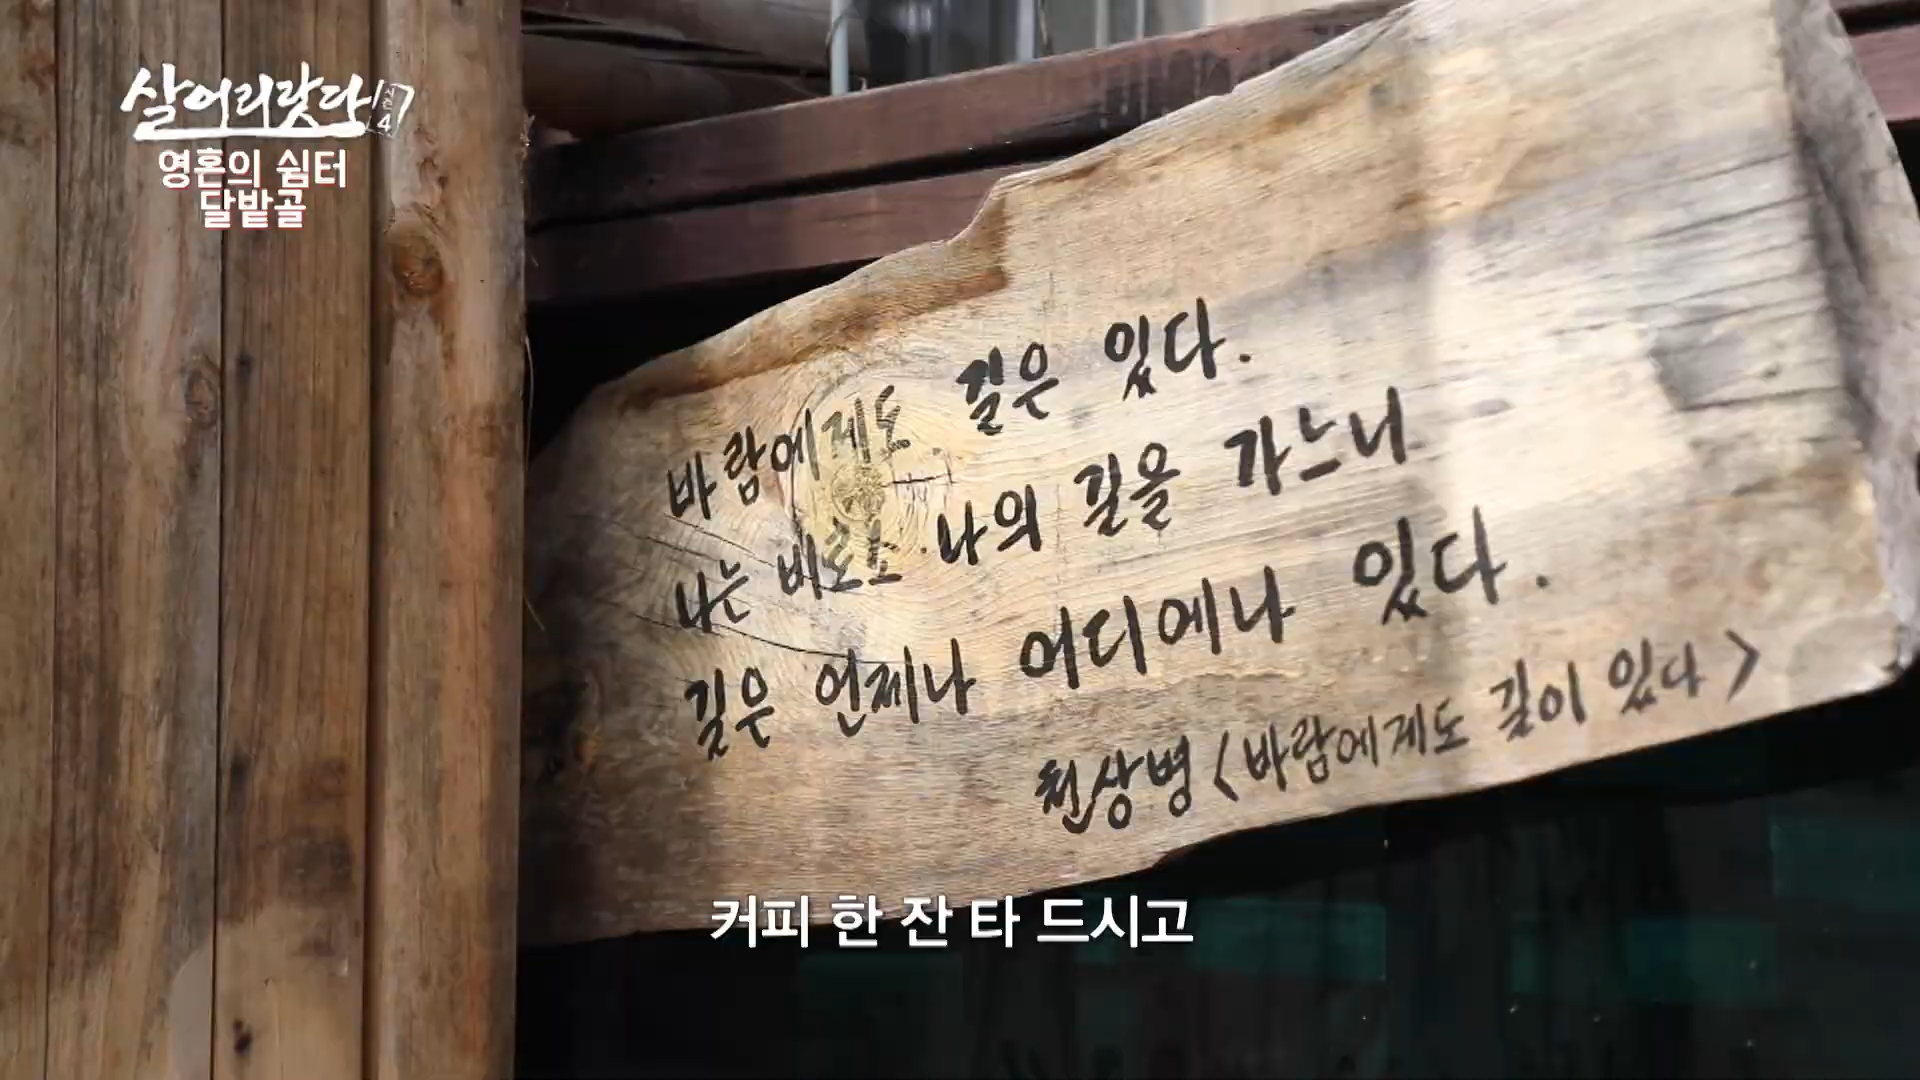 살어리랏다 시즌4
영혼의 쉼터
달밭골
바람에게도 길은 있다.
나는 비로소 나의 길을 가느니
길은 언제나 어디에나 있다.
천상병 <바람에게도 길이 있다>
커피 한 잔 타 드시고